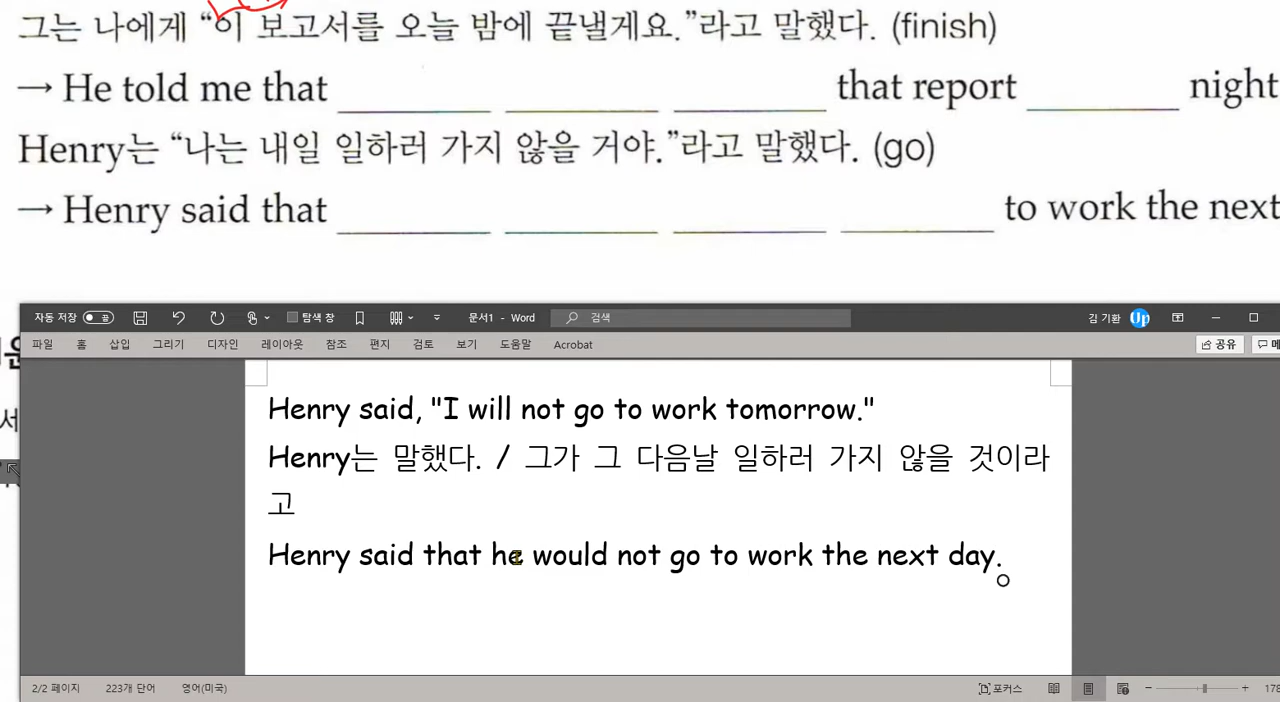 그는 나에게 “이 보고서를 오늘 밤에 끝낼게요.”라고 말했다. (finish)
→ He told me that ________ ________ ________ that report ________ night
Henry는 “나는 내일 일하러 가지 않을 거야.”라고 말했다. (go)
→ Henry said that ________ ________ ________ ________ to work the next
자동 저장 끔 탐색 창 문서1 - Word 검색 김 기환
파일 홈 삽입 그리기 디자인 레이아웃 참조 편지 검토 보기 도움말 Acrobat 공유
Henry said, "I will not go to work tomorrow."
Henry는 말했다. / 그가 그 다음날 일하러 가지 않을 것이라
고
Henry said that he would not go to work the next day.
2/2 페이지 223개 단어 영어(미국) 포커스